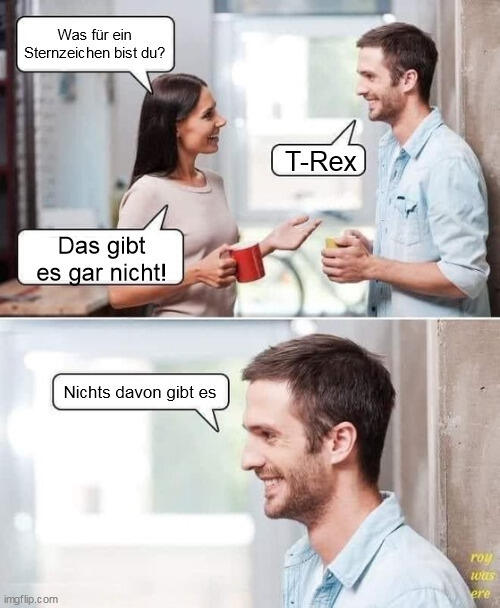 Was für ein
Sternzeichen bist du?
T-Rex
Das gibt
es gar nicht!
Nichts davon gibt es
roy
was
ere
imgflip.com